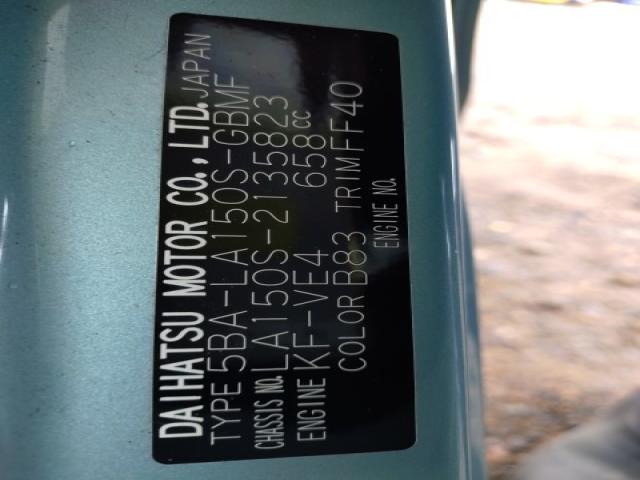 DAIHATSU MOTOR CO., LTD. JAPAN
TYPE 5BA-LA150S-GBMF
CHASSIS NO. LA150S-2135823
ENGINE KF-VE4 658cc
COLOR B83 TRIM FF40
ENGINE NO.